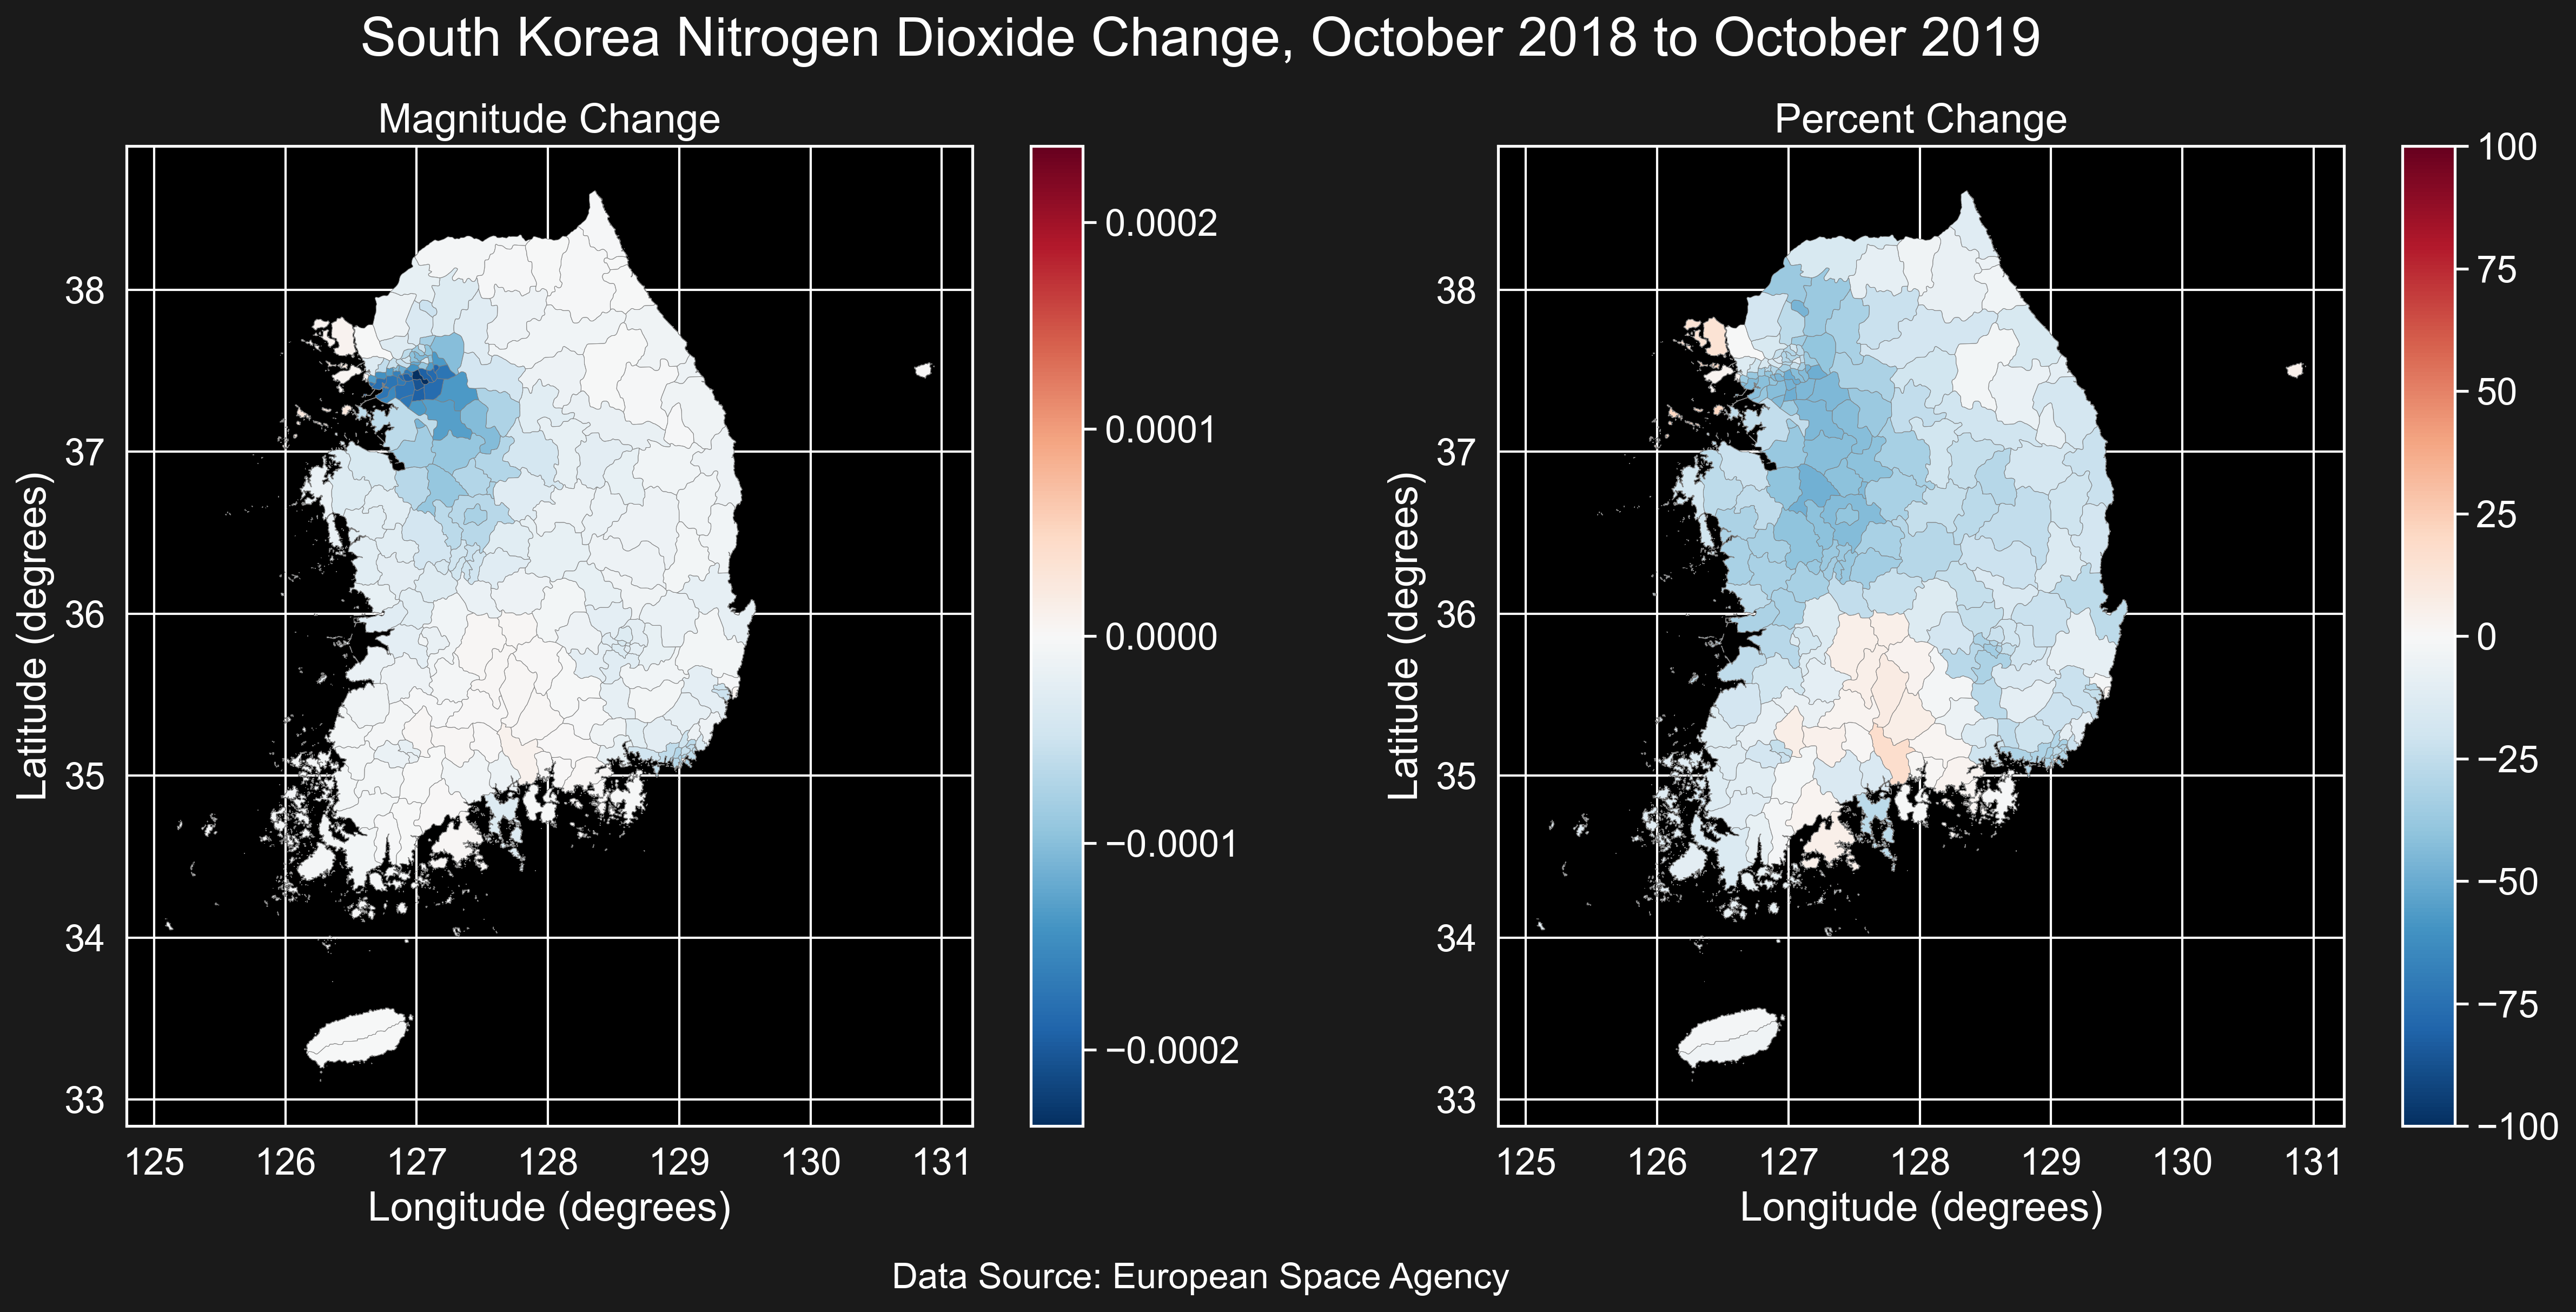 South Korea Nitrogen Dioxide Change, October 2018 to October 2019
Magnitude Change
Latitude (degrees)
38
37
36
35
34
33
125 126 127 128 129 130 131
Longitude (degrees)
0.0002
0.0001
0.0000
−0.0001
−0.0002
Percent Change
Latitude (degrees)
38
37
36
35
34
33
125 126 127 128 129 130 131
Longitude (degrees)
100
75
50
25
0
−25
−50
−75
−100
Data Source: European Space Agency